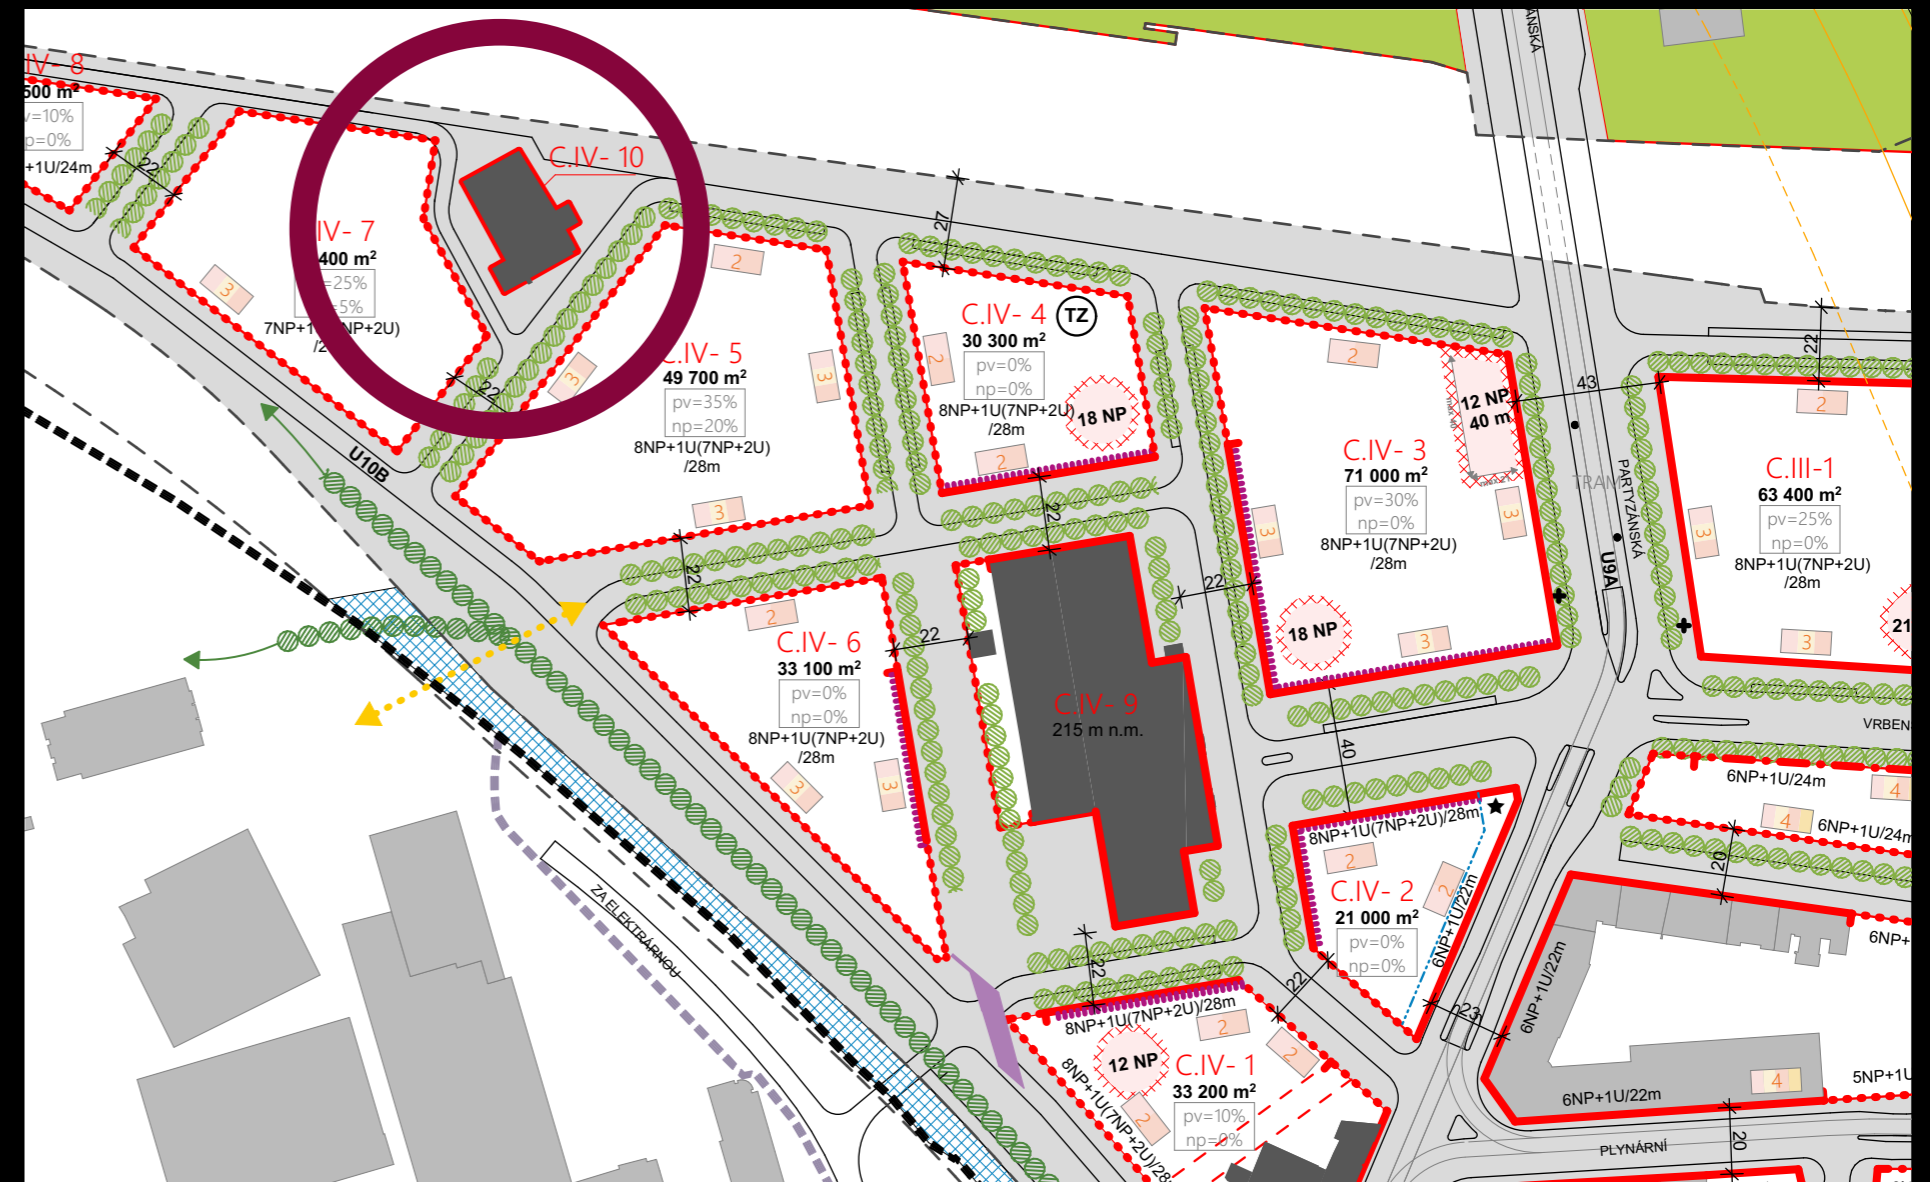 IV- 8
500 m²
v=10%
p=0%
+1U/24m
22
IV- 7
400 m²
=25%
=5%
3
C.IV- 10
22
U10B
27
2
3
3
3
C.IV- 5
49 700 m²
pv=35%
np=20%
8NP+1U(7NP+2U)
/28m
C.IV- 4
TZ
30 300 m²
pv=0%
np=0%
8NP+1U(7NP+2U)
/28m
18 NP
2
2
22
C.IV- 3
71 000 m²
pv=30%
np=0%
8NP+1U(7NP+2U)
/28m
12 NP
40 m
18 NP
2
3
3
3
43
TRAM
PARTYZÁNSKÁ
ÁNSKÁ
U9A
22
C.III-1
63 400 m²
pv=25%
np=0%
8NP+1U(7NP+2U)
/28m
2
3
3
21
22
2
C.IV- 6
33 100 m²
pv=0%
np=0%
8NP+1U(7NP+2U)
/28m
3
3
22
C.IV- 9
215 m n.m.
22
40
VRBEN
6NP+1U/24m
4
4
6NP+1U/24m
20
8NP+1U(7NP+2U)/28m
2
2
C.IV- 2
21 000 m²
pv=0%
np=0%
6NP+1U/22m
22
22
23
6NP+1U/22m
6NP+
ZA ELEKTRÁRNOU
8NP+1U(7NP+2U)/28m
2
2
2
12 NP
C.IV- 1
33 200 m²
pv=10%
np=0%
8NP+1U(7NP+2U)/28
4
6NP+1U/22m
5NP+1U
PLYNÁRNÍ
20